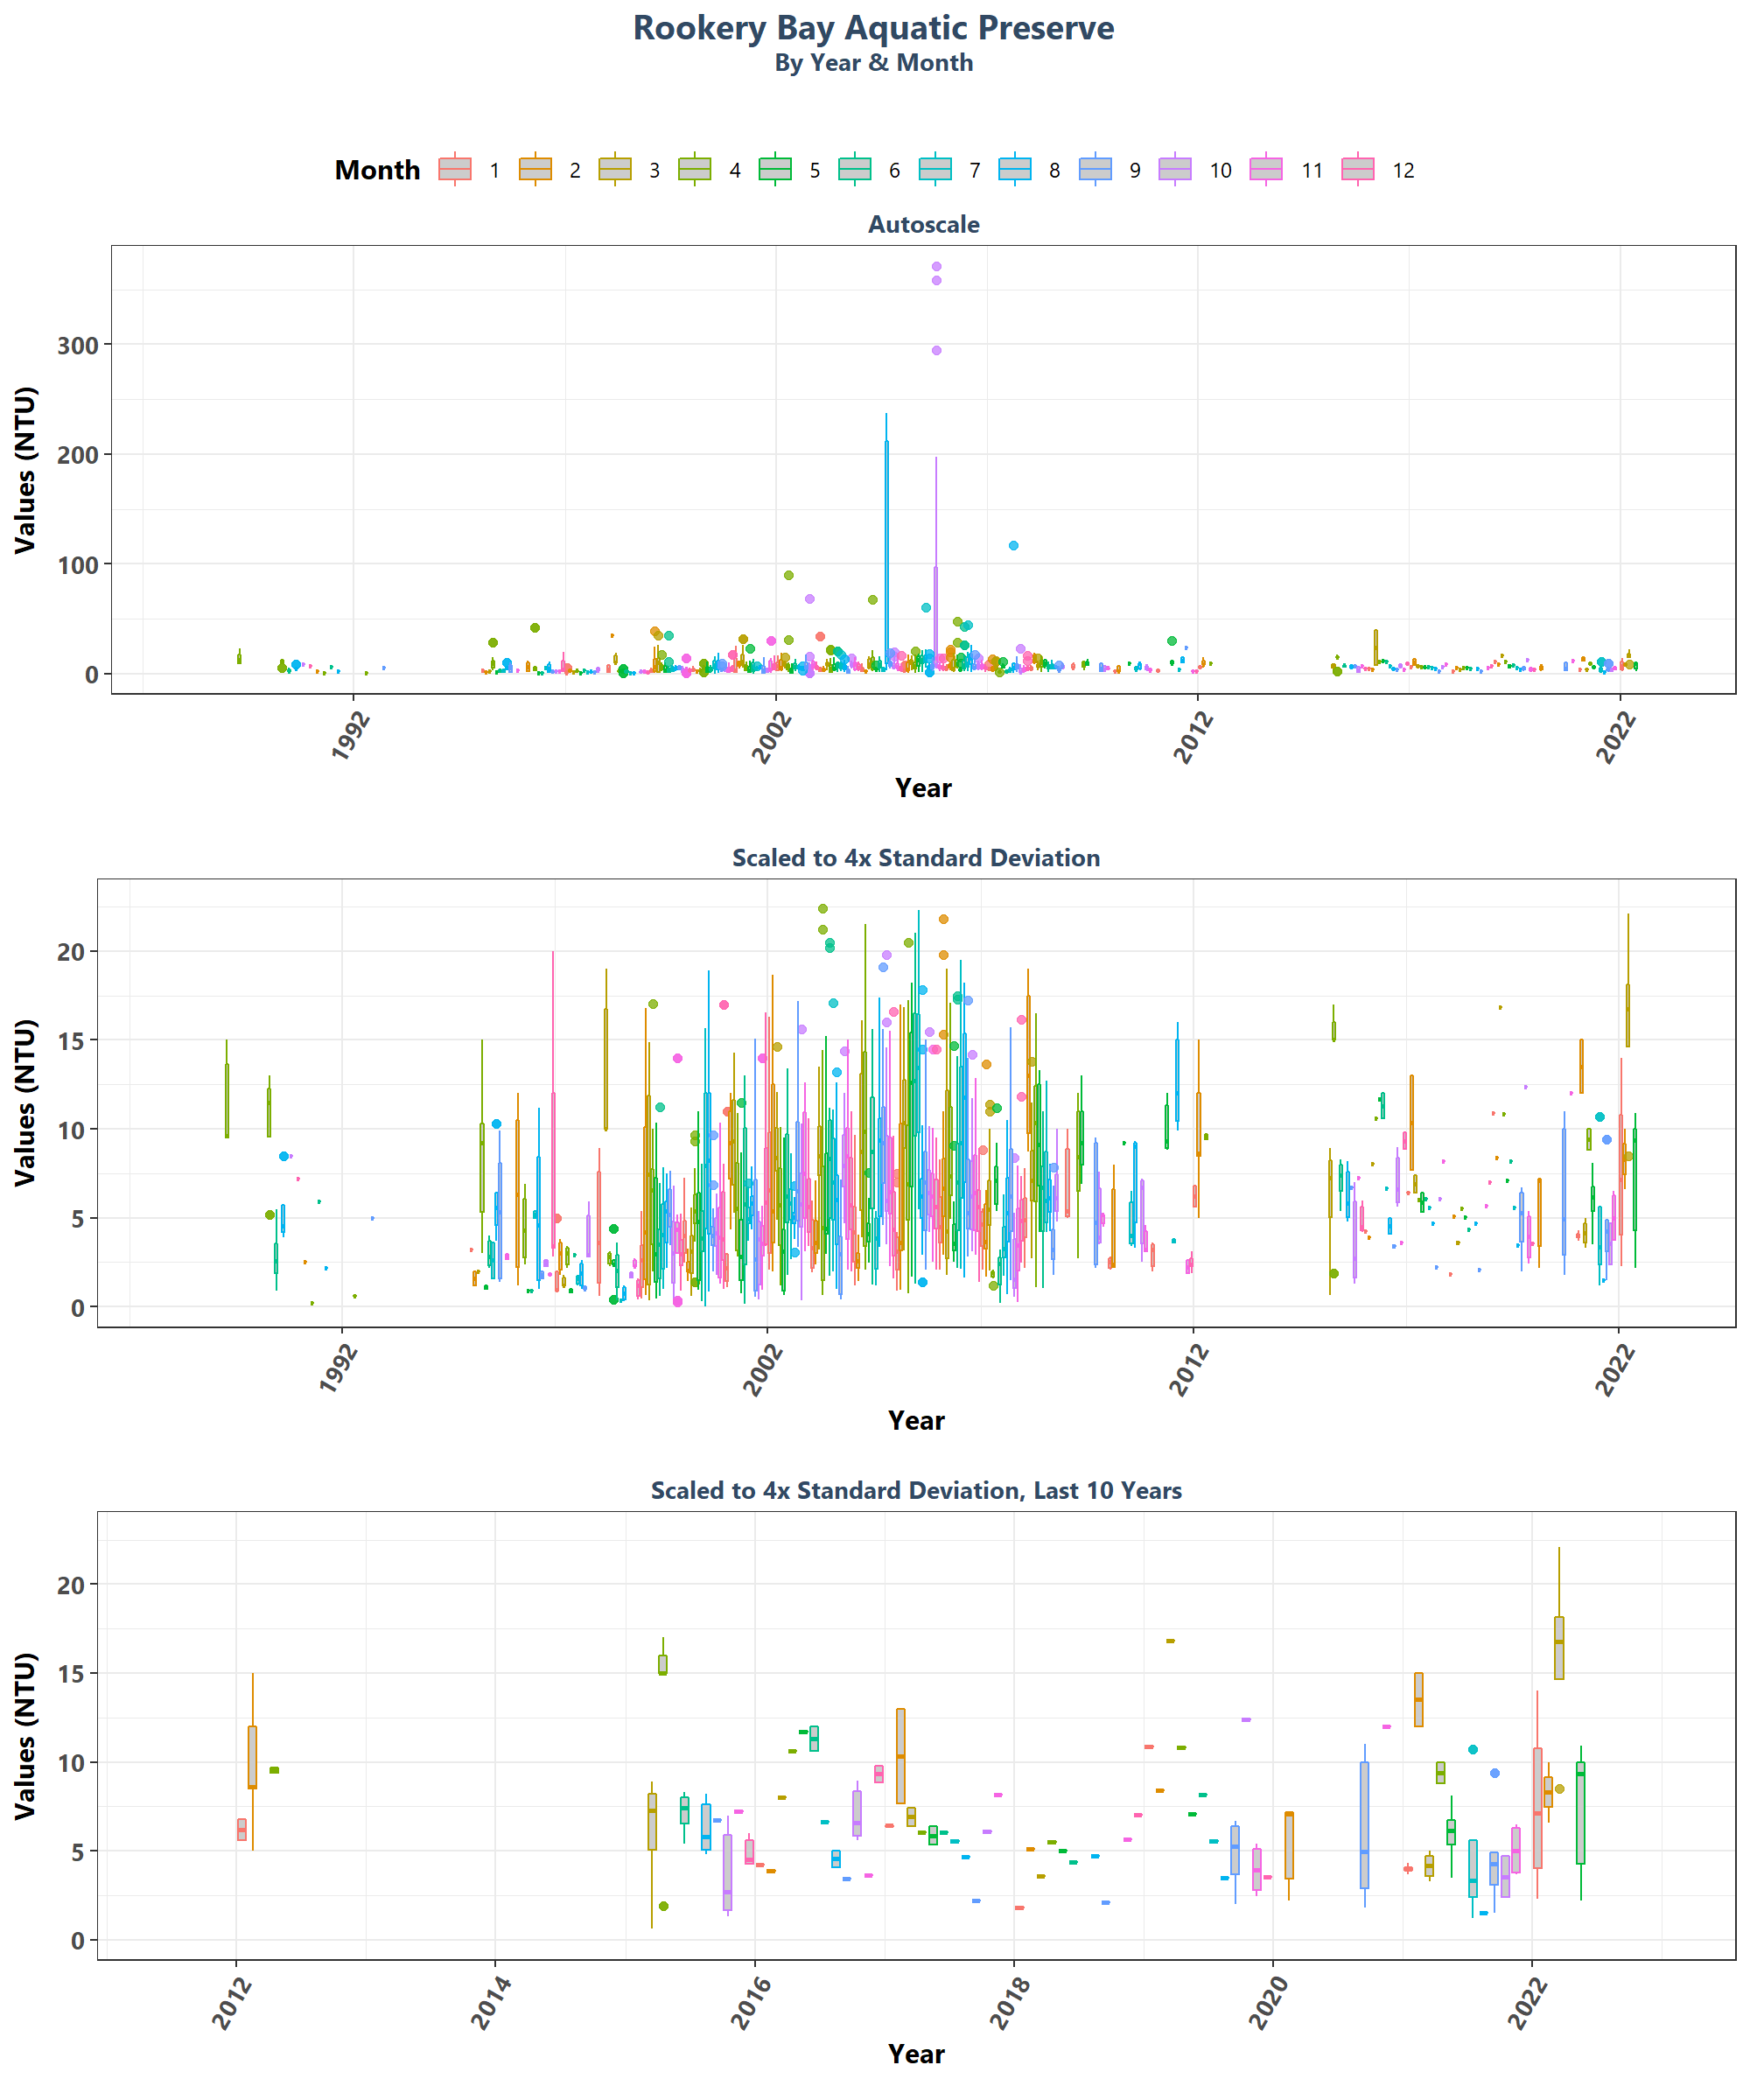 Rookery Bay Aquatic Preserve
By Year & Month
Month 1 2 3 4 5 6 7 8 9 10 11 12
Autoscale
Values (NTU)
300
200
100
0
1992 2002 2012 2022
Year
Scaled to 4x Standard Deviation
Values (NTU)
20
15
10
5
0
1992 2002 2012 2022
Year
Scaled to 4x Standard Deviation, Last 10 Years
Values (NTU)
20
15
10
5
0
2012 2014 2016 2018 2020 2022
Year